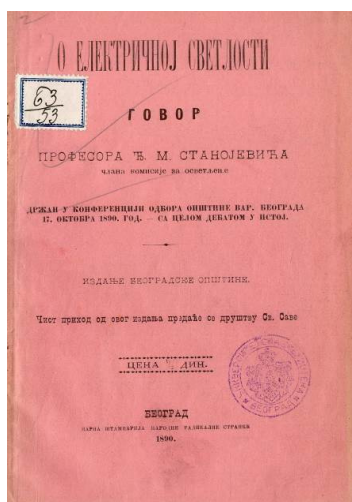 О ЕЛЕКТРИЧНОЈ СВЕТЛОСТИ
63
53
ГОВОР
ПРОФЕСОРА Ђ. М. СТАНОЈЕВИЋА
члана комисије за осветљење
ДРЖАН У КОНФЕРЕНЦИЈИ ОДБОРА ОПШТИНЕ ВАР. БЕОГРАДА
17. ОКТОБРА 1890. ГОД. — СА ЦЕЛОМ ДЕБАТОМ У ИСТОЈ.
ИЗДАЊЕ БЕОГРАДСКЕ ОПШТИНЕ.
Чист приход од овог издања предаће се друштву Св. Саве
ЦЕНА ДИН.
БЕОГРАД
ПАРНА ШТАМПАРИЈА НАРОДНЕ РАДИКАЛНЕ СТРАНКЕ
1890.
БЕОГРАД